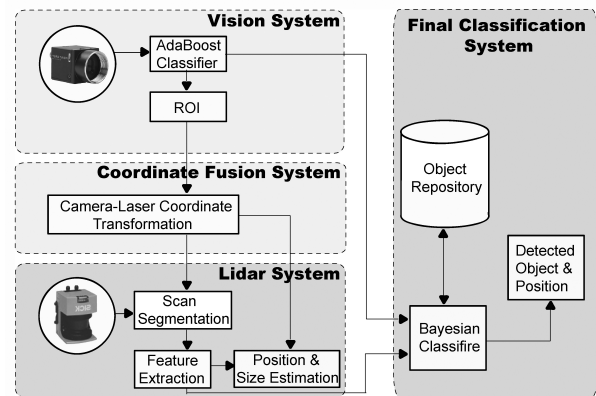 Vision System
AdaBoost
Classifier
ROI
Coordinate Fusion System
Camera-Laser Coordinate
Transformation
Lidar System
SICK
Scan
Segmentation
Feature
Extraction
Position &
Size Estimation
Final Classification
System
Object
Repository
Detected
Object &
Position
Bayesian
Classifire